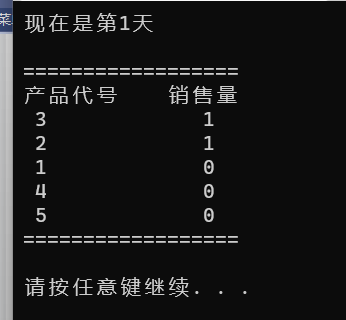 菜
现在是第1天
==================
产品代号    销售量
3    1
2    1
1    0
4    0
5    0
==================
请按任意键继续. . .